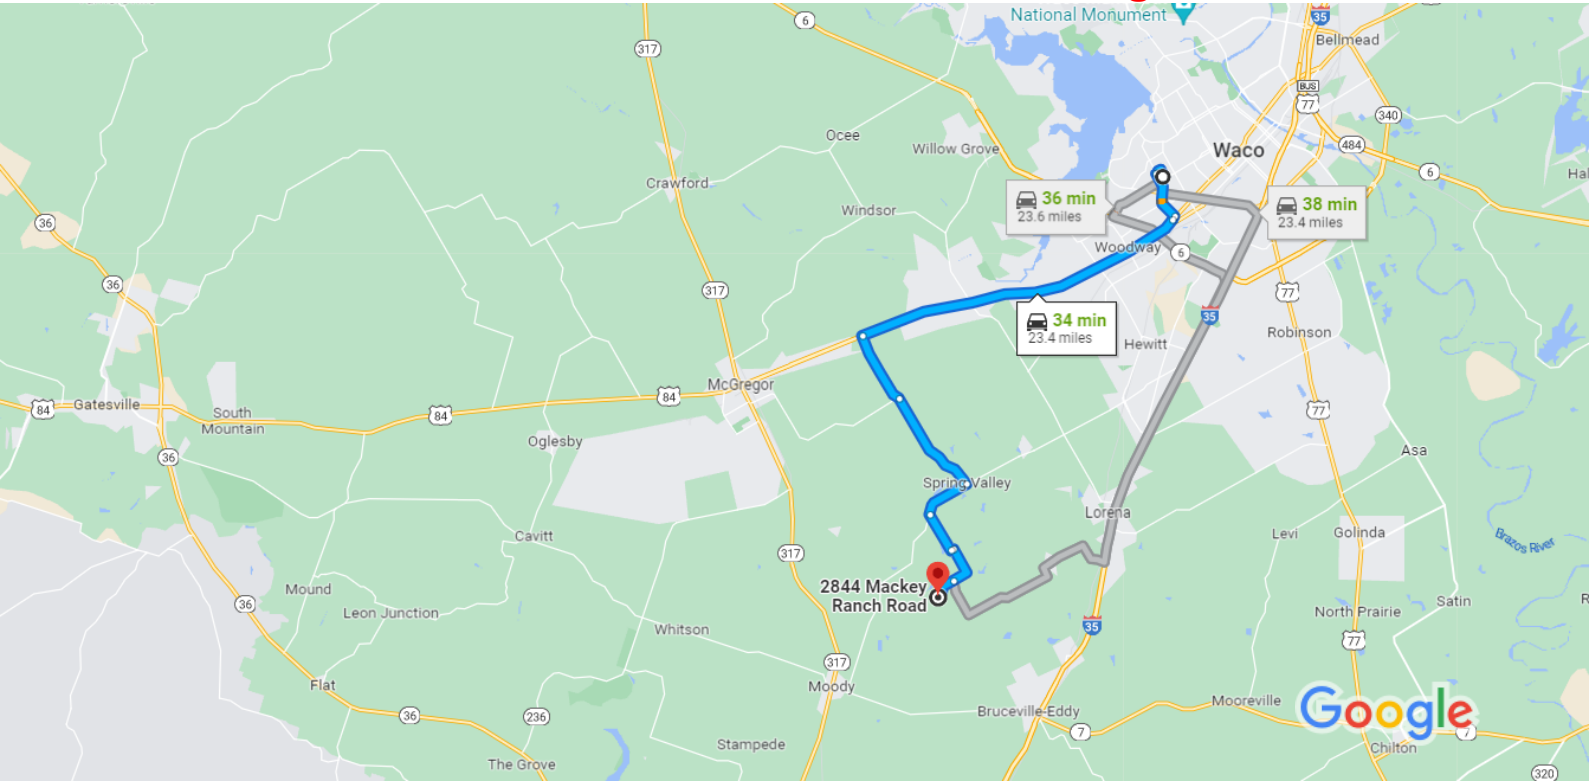 National Monument
35
6
317
Bellmead
BUS
77
340
Ocee
Willow Grove
Waco
484
6
Crawford
36 min
23.6 miles
38 min
23.4 miles
Windsor
36
Woodway
6
36
317
77
34 min
23.4 miles
35
Robinson
Hewitt
McGregor
84
84
84
Gatesville
South
Mountain
77
Oglesby
Asa
36
Spring Valley
Lorena
Cavitt
Levi
Golinda
Brazos River
317
2844 Mackey
Ranch Road
Mound
36
Leon Junction
Satin
North Prairie
35
Whitson
77
317
Moody
Flat
36
236
Bruceville-Eddy
Mooreville
Google
7
7
Stampede
Chilton
The Grove
320